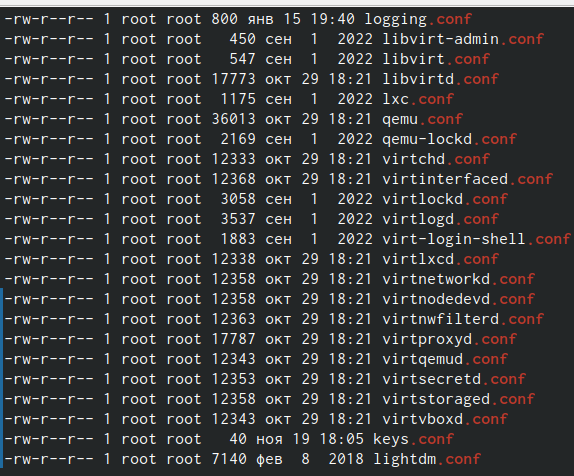 -rw-r--r-- 1 root root 800 янв 15 19:40 logging.conf
-rw-r--r-- 1 root root   450 сен  1  2022 libvirt-admin.conf
-rw-r--r-- 1 root root   547 сен  1  2022 libvirt.conf
-rw-r--r-- 1 root root 17773 окт 29 18:21 libvirtd.conf
-rw-r--r-- 1 root root  1175 сен  1  2022 lxc.conf
-rw-r--r-- 1 root root 36013 окт 29 18:21 qemu.conf
-rw-r--r-- 1 root root  2169 сен  1  2022 qemu-lockd.conf
-rw-r--r-- 1 root root 12333 окт 29 18:21 virtchd.conf
-rw-r--r-- 1 root root 12368 окт 29 18:21 virtinterfaced.conf
-rw-r--r-- 1 root root  3058 сен  1  2022 virtlockd.conf
-rw-r--r-- 1 root root  3537 сен  1  2022 virtlogd.conf
-rw-r--r-- 1 root root  1883 сен  1  2022 virt-login-shell.conf
-rw-r--r-- 1 root root 12338 окт 29 18:21 virtlxcd.conf
-rw-r--r-- 1 root root 12358 окт 29 18:21 virtnetworkd.conf
-rw-r--r-- 1 root root 12358 окт 29 18:21 virtnodedevd.conf
-rw-r--r-- 1 root root 12363 окт 29 18:21 virtnwfilterd.conf
-rw-r--r-- 1 root root 17787 окт 29 18:21 virtproxyd.conf
-rw-r--r-- 1 root root 12343 окт 29 18:21 virtqemud.conf
-rw-r--r-- 1 root root 12353 окт 29 18:21 virtsecretd.conf
-rw-r--r-- 1 root root 12358 окт 29 18:21 virtstoraged.conf
-rw-r--r-- 1 root root 12343 окт 29 18:21 virtvboxd.conf
-rw-r--r-- 1 root root   40 ноя 19 18:05 keys.conf
-rw-r--r-- 1 root root 7140 фев  8  2018 lightdm.conf